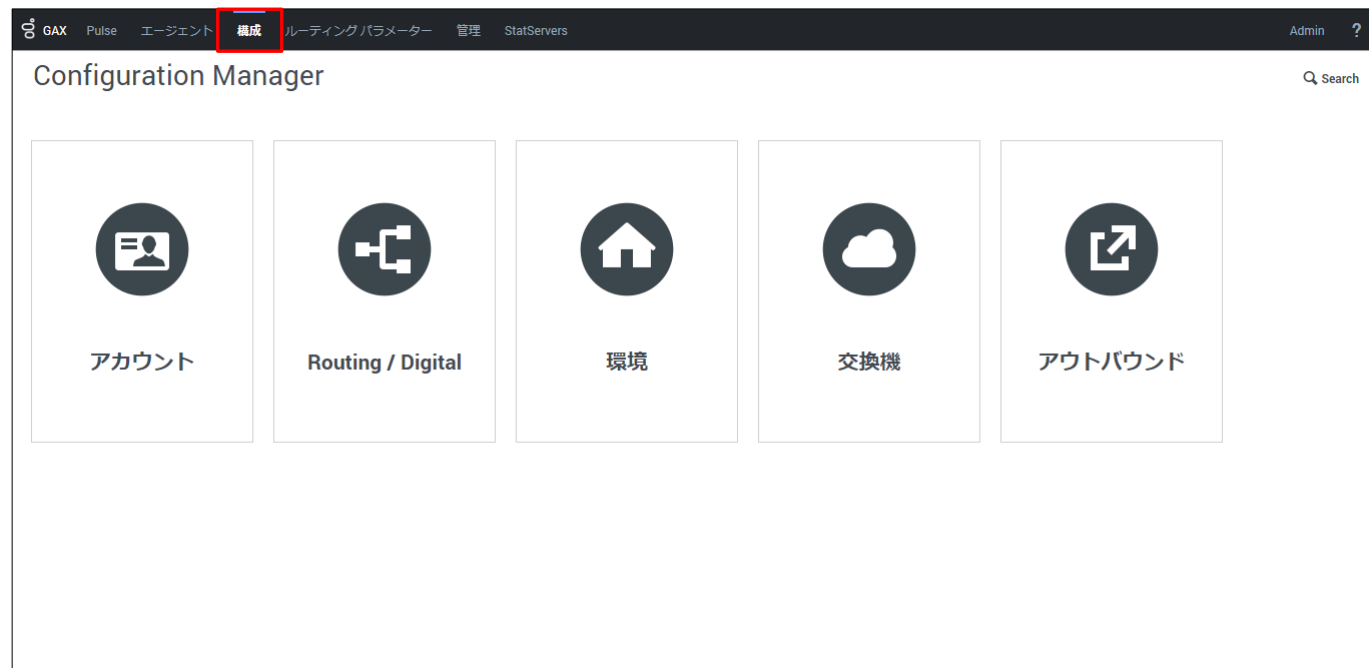 GAX Pulse エージェント 構成 ルーティング パラメーター 管理 StatServers Admin ?
Configuration Manager
Search
アカウント
Routing / Digital
環境
交換機
アウトバウンド